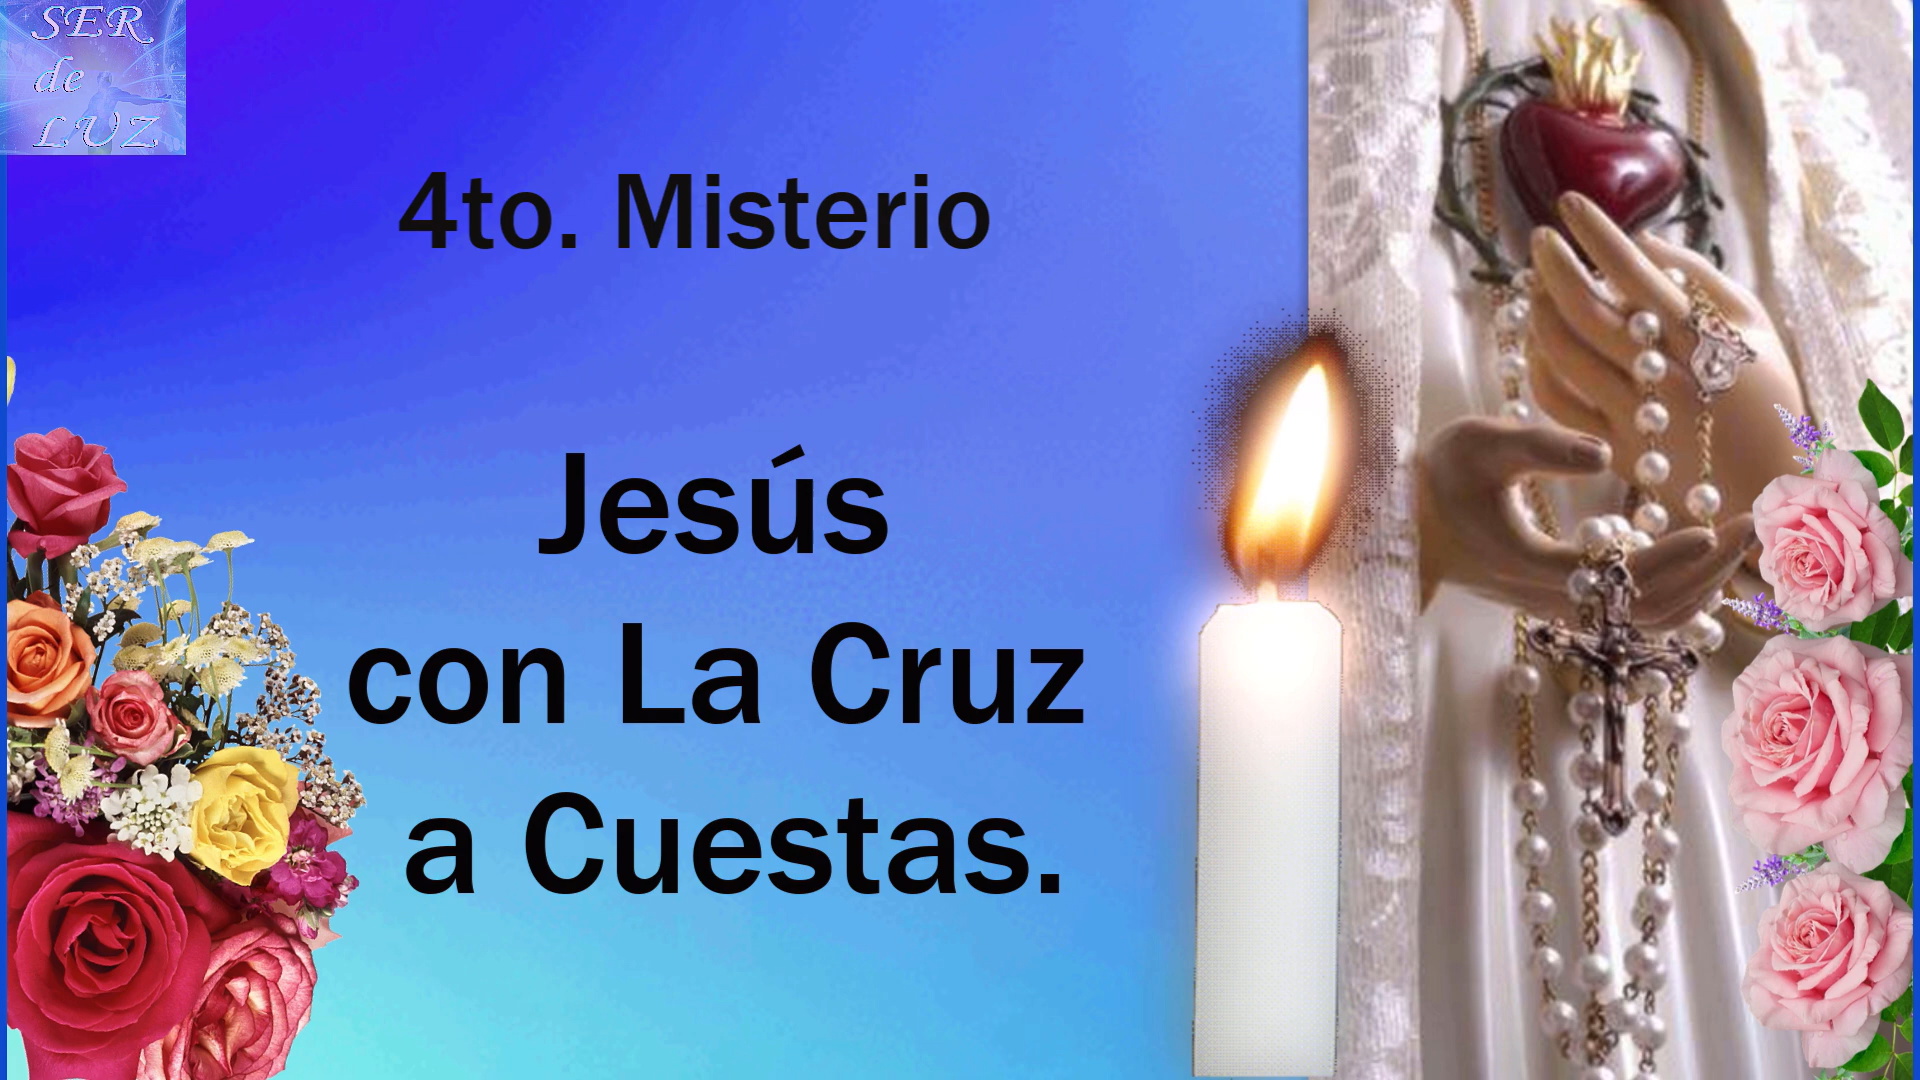 SER
de
LUZ
4to. Misterio
Jesús
con La Cruz
a Cuestas.